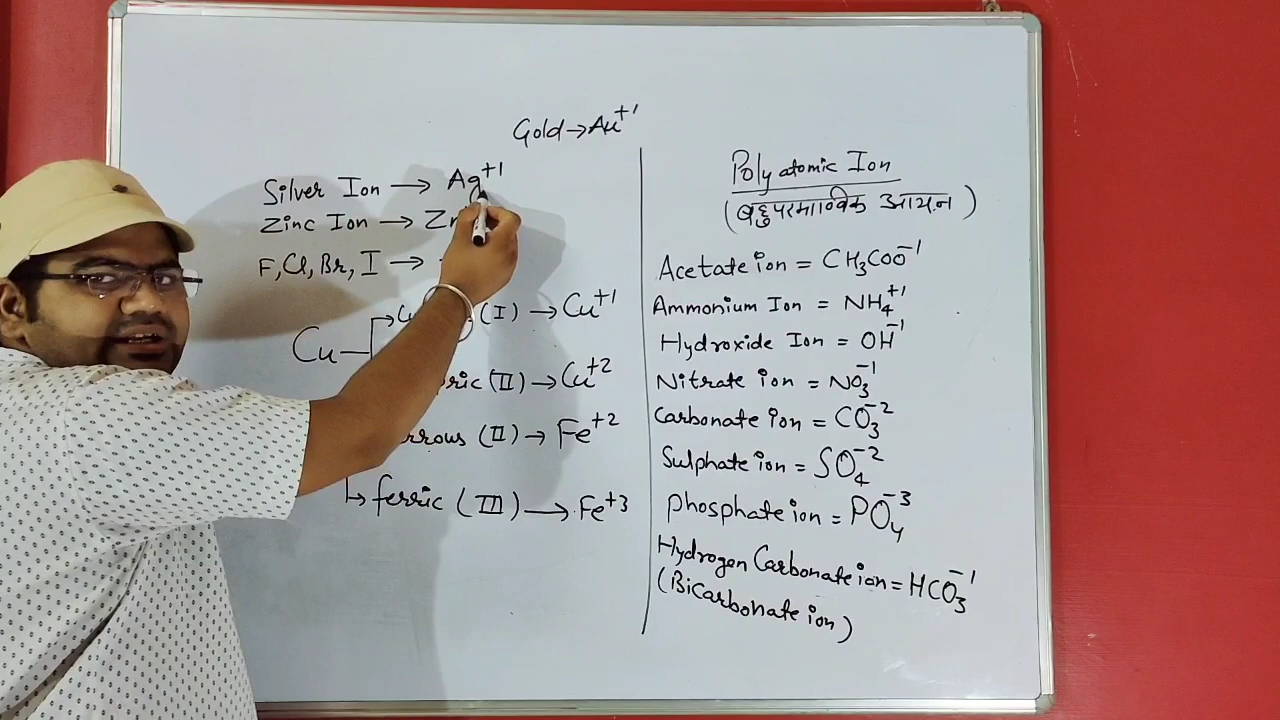 Gold → Au⁺¹
Silver Ion → Ag⁺¹
Zinc Ion → Zn
F, Cl, Br, I →
(I) → Cu⁺¹
Cu
pric (II) → Cu⁺²
rrous (II) → Fe⁺²
↳ ferric (III) → Fe⁺³
Polyatomic Ion
(बहुपरमाण्विक आयन)
Acetate ion = CH₃COO⁻¹
Ammonium Ion = NH₄⁺¹
Hydroxide Ion = OH⁻¹
Nitrate ion = NO₃⁻¹
Carbonate ion = CO₃⁻²
Sulphate ion = SO₄⁻²
Phosphate ion = PO₄⁻³
Hydrogen Carbonate ion = HCO₃⁻¹
(Bicarbonate ion)